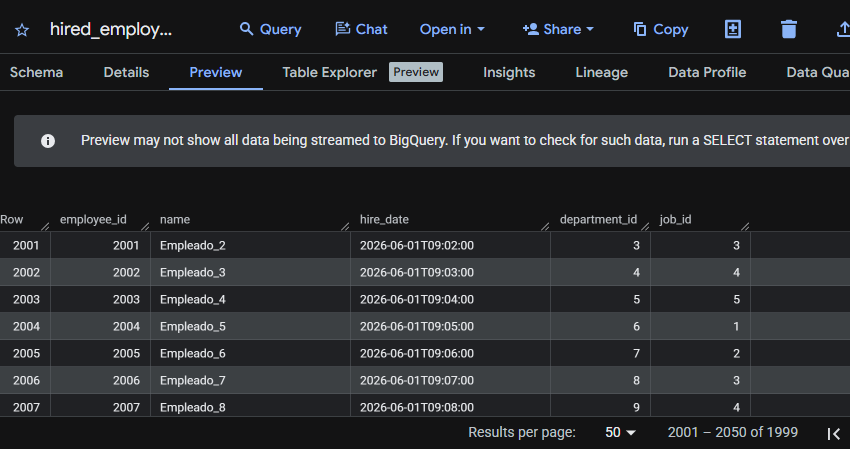 hired_employ... Query Chat Open in Share Copy
Schema Details Preview Table Explorer Preview Insights Lineage Data Profile Data Qua
Preview may not show all data being streamed to BigQuery. If you want to check for such data, run a SELECT statement over
Row employee_id name hire_date department_id job_id
2001 2001 Empleado_2 2026-06-01T09:02:00 3 3
2002 2002 Empleado_3 2026-06-01T09:03:00 4 4
2003 2003 Empleado_4 2026-06-01T09:04:00 5 5
2004 2004 Empleado_5 2026-06-01T09:05:00 6 1
2005 2005 Empleado_6 2026-06-01T09:06:00 7 2
2006 2006 Empleado_7 2026-06-01T09:07:00 8 3
2007 2007 Empleado_8 2026-06-01T09:08:00 9 4
Results per page: 50 2001 – 2050 of 1999